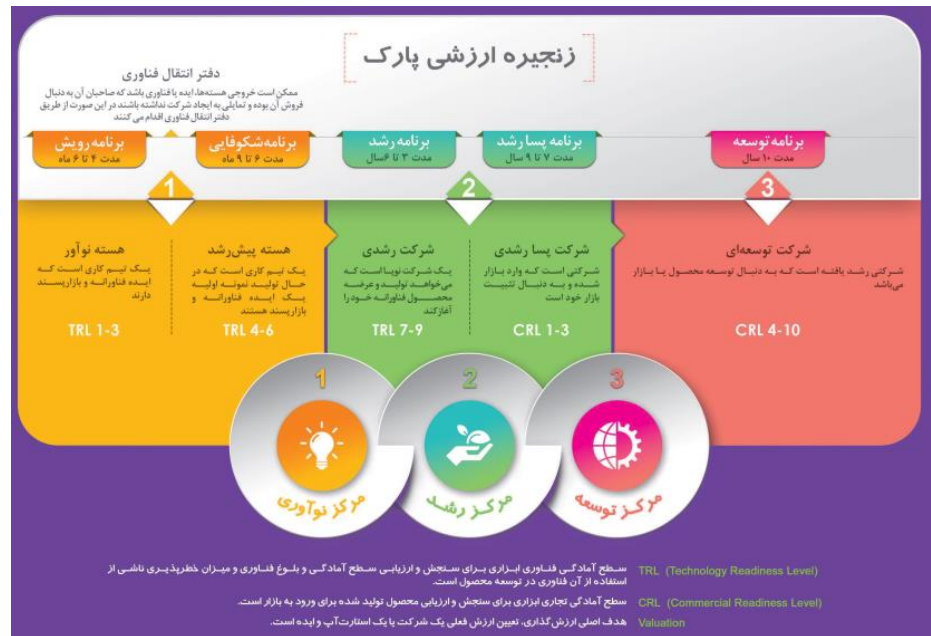 زنجیره ارزشی پارک
دفتر انتقال فناوری
ممکن است خروجی هسته‌ها، ایده یا فناوری باشد که صاحبان آن به دنبال
فروش آن بوده و تمایلی به ایجاد شرکت نداشته باشند در این صورت از طریق
دفتر انتقال فناوری اقدام می کنند
برنامه رویش
مدت ۴ تا ۶ ماه
برنامه شکوفایی
مدت ۶ تا ۹ ماه
برنامه رشد
مدت ۳ تا ۶ سال
برنامه پسا رشد
مدت ۷ تا ۹ سال
برنامه توسعه
مدت ۱۰ سال
1
2
3
هسته نوآور
یک تیم کاری است که
ایده فناورانه و بازارپسند
دارند
TRL 1-3
هسته پیش‌رشد
یک تیم کاری است که در
حال تولید نمونه اولیه
یک ایده فناورانه و
بازارپسند هستند
TRL 4-6
شرکت رشدی
یک شرکت نوپا است که
می‌خواهد تولید و عرضه
محصول فناورانه خود را
آغاز کند
TRL 7-9
شرکت پسا رشدی
شرکتی است که وارد بازار
شده و به دنبال تثبیت
بازار خود است
CRL 1-3
شرکت توسعه‌ای
شرکتی رشد یافته است که به دنبال توسعه محصول یا بازار
می‌باشد
CRL 4-10
1
مرکز نوآوری
2
مرکز رشد
3
مرکز توسعه
TRL (Technology Readiness Level) سطح آمادگی فناوری ابزاری برای سنجش و ارزیابی سطح آمادگی و بلوغ فناوری و میزان خطرپذیری ناشی از
استفاده از آن فناوری در توسعه محصول است.
CRL (Commercial Readiness Level) سطح آمادگی تجاری ابزاری برای سنجش و ارزیابی محصول تولید شده برای ورود به بازار است.
Valuation هدف اصلی ارزش گذاری، تعیین ارزش فعلی یک شرکت یا یک استارت‌آپ و ایده است.